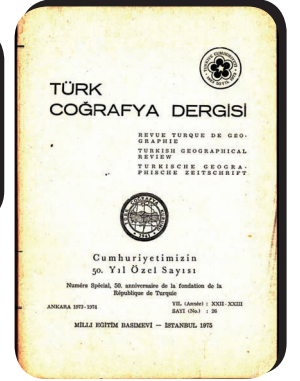 TÜRK
COĞRAFYA DERGİSİ
REVUE TURQUE DE GEO-
GRAPHIE
TURKISH GEOGRAPHICAL
REVIEW
TURKISCHE GEOGRA-
PHISCHE ZEITSCHRIFT
Cumhuriyetimizin
50. Yıl Özel Sayısı
Numéro Spécial, 50. anniversaire de la fondation de la
République de Turquie
ANKARA 1973-1974
YIL (Année) : XXII-XXIII
SAYI (No.) : 26
MİLLİ EĞİTİM BASIMEVİ — İSTANBUL 1975